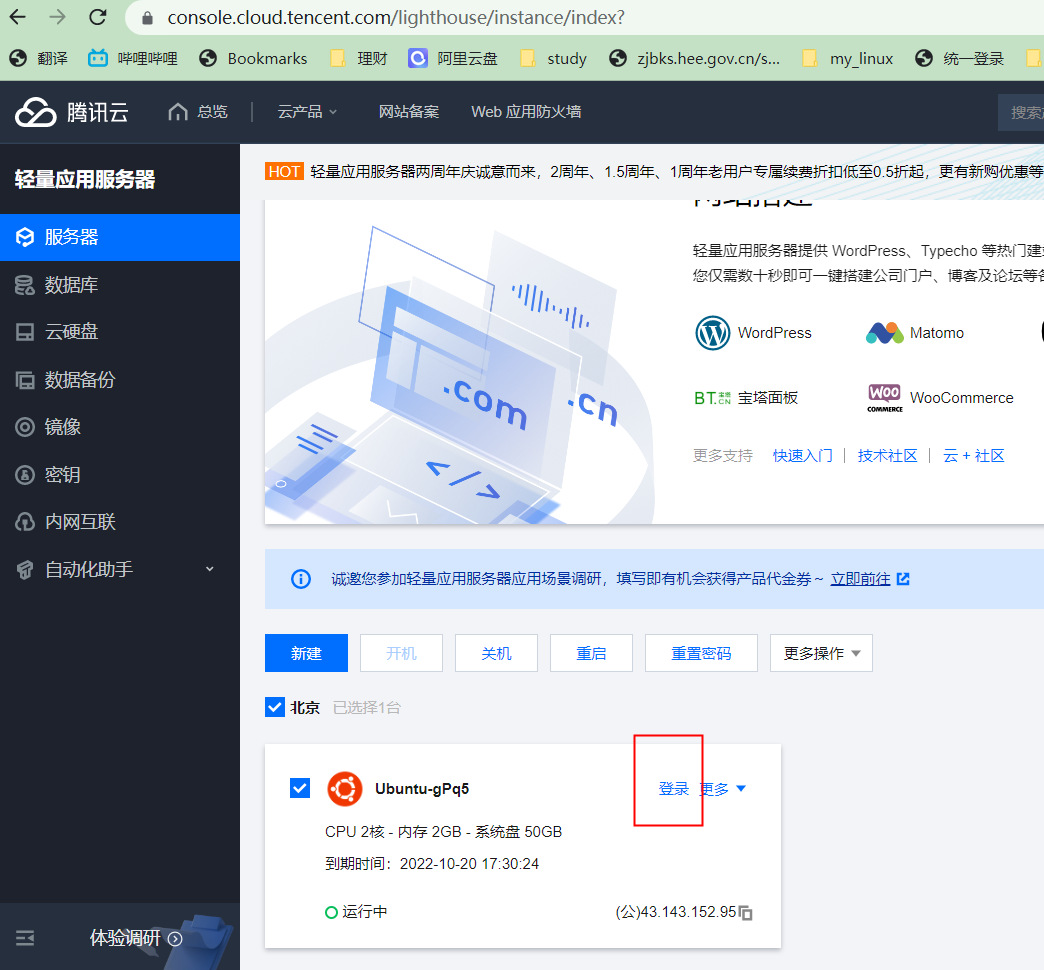 console.cloud.tencent.com/lighthouse/instance/index?
翻译 哔哩哔哩 Bookmarks 理财 阿里云盘 study zjbks.hee.gov.cn/s... my_linux 统一登录
腾讯云 总览 云产品 网站备案 Web 应用防火墙 搜索
轻量应用服务器
服务器
数据库
云硬盘
数据备份
镜像
密钥
内网互联
自动化助手
体验调研
HOT 轻量应用服务器两周年庆诚意而来，2周年、1.5周年、1周年老用户专属续费折扣低至0.5折起，更有新购优惠等
网站搭建
轻量应用服务器提供 WordPress、Typecho 等热门建
您仅需数十秒即可一键搭建公司门户、博客及论坛等各
.com
.cn
</>
WordPress Matomo
BT.CN 宝塔 宝塔面板 WOO COMMERCE WooCommerce
更多支持 快速入门 技术社区 云 + 社区
诚邀您参加轻量应用服务器应用场景调研，填写即有机会获得产品代金券~ 立即前往
新建 开机 关机 重启 重置密码 更多操作
北京 已选择1台
Ubuntu-gPq5 登录 更多
CPU 2核 - 内存 2GB - 系统盘 50GB
到期时间：2022-10-20 17:30:24
运行中 (公)43.143.152.95